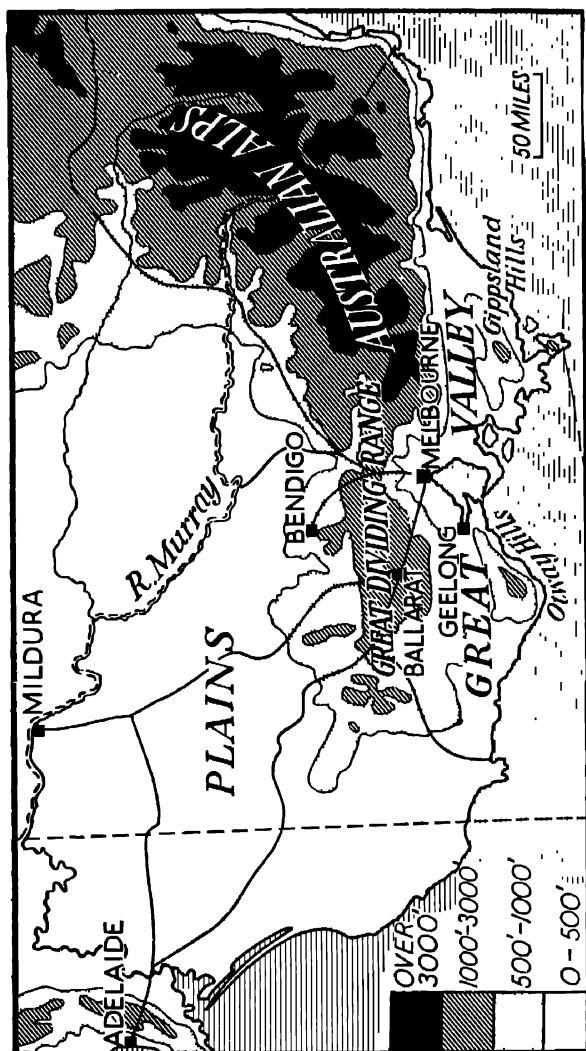 MILDURA
ADELAIDE
R. Murray
PLAINS
BENDIGO
AUSTRALIAN ALPS
GREAT DIVIDING RANGE
BALLARAT
MELBOURNE
GEELONG
GREAT VALLEY
Gippsland Hills
Otway Hills
50 MILES
OVER 3000'
1000'-3000'
500'-1000'
0-500'